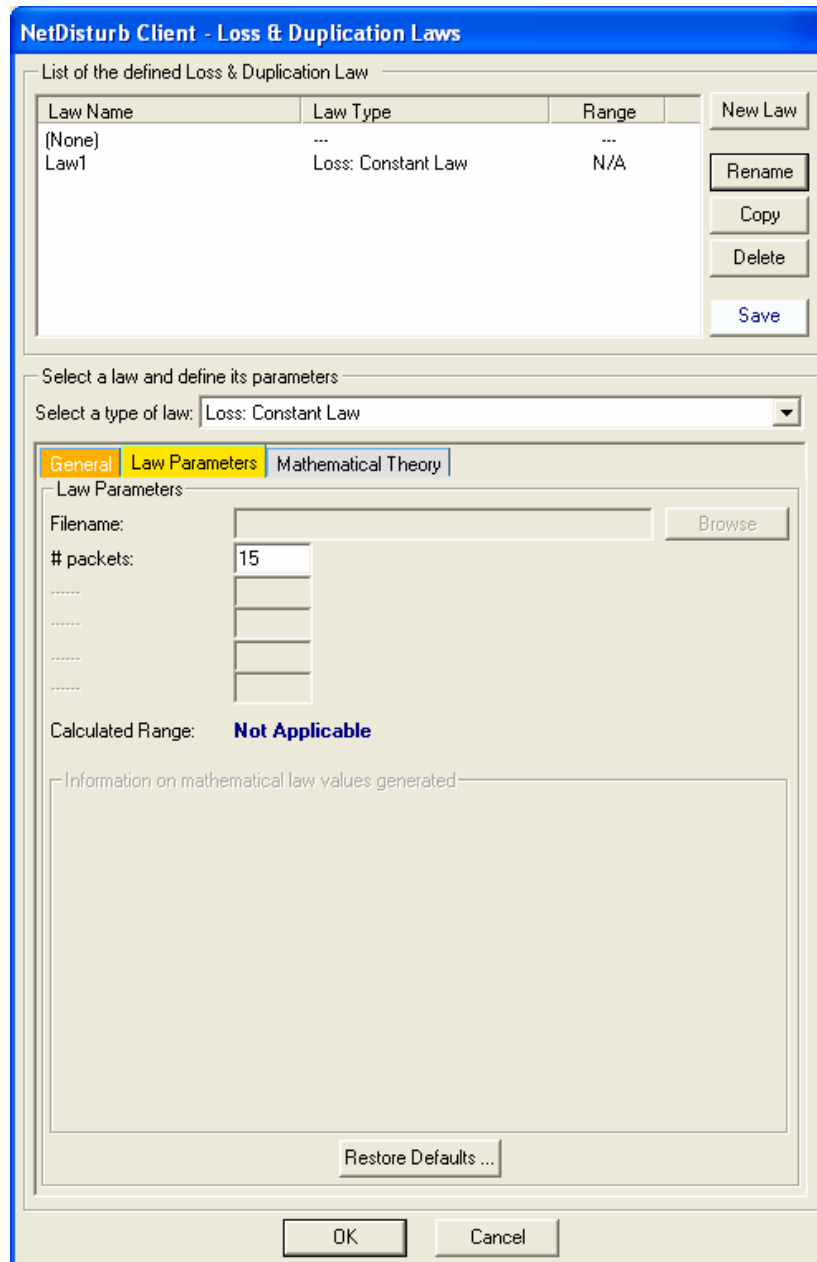 NetDisturb Client - Loss & Duplication Laws
List of the defined Loss & Duplication Law
Law Name Law Type Range
(None) --- ---
Law1 Loss: Constant Law N/A
New Law
Rename
Copy
Delete
Save
Select a law and define its parameters
Select a type of law: Loss: Constant Law
General Law Parameters Mathematical Theory
Law Parameters
Filename: Browse
# packets: 15
------
------
------
------
Calculated Range: Not Applicable
Information on mathematical law values generated
Restore Defaults ...
OK Cancel